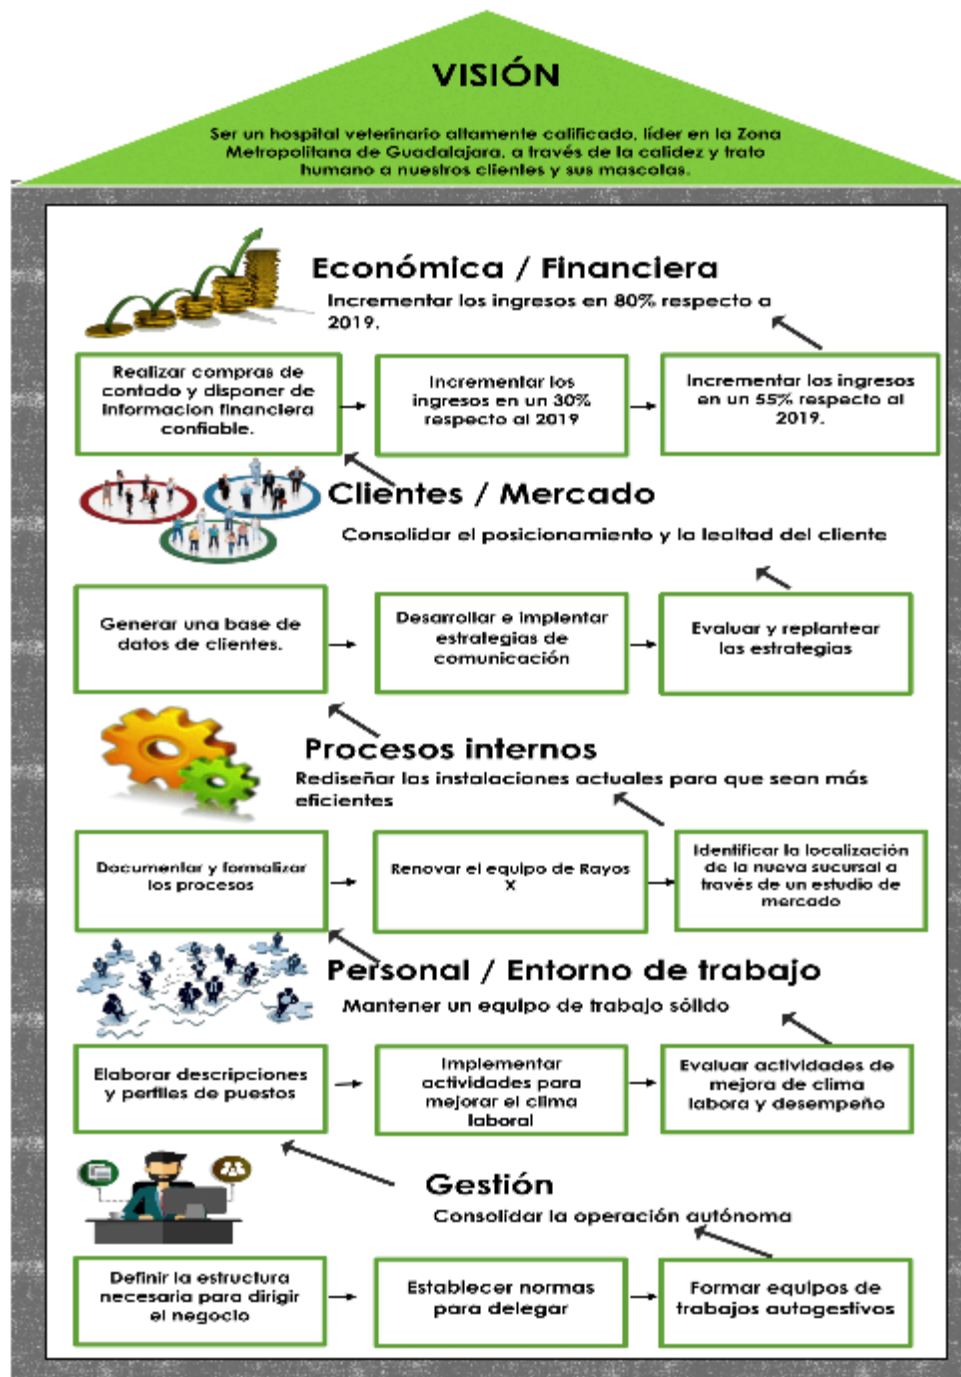 VISIÓN
Ser un hospital veterinario altamente calificado, líder en la Zona
Metropolitana de Guadalajara, a través de la calidez y trato
humano a nuestros clientes y sus mascolas.
Económica / Financiera
Incrementar los ingresos en 80% respecto a
2019.
Realizar compras de
contado y disponer de
informacion financiera
confiable.
Incrementar los
ingresos en un 30%
respecto al 2019
Incrementar los ingresos
en un 55% respecto al
2019.
Clientes / Mercado
Consolidar el posicionamiento y la lealtad del cliente
Generar una base de
datos de clientes.
Desarrollar e implentar
estrategias de
comunicación
Evaluar y replantear
las estrategias
Procesos internos
Rediseñar las instalaciones actuales para que sean más
eficientes
Documentar y formalizar
los procesos
Renovar el equipo de Rayos
X
Identificar la localización
de la nueva sucursal a
través de un estudio de
mercado
Personal / Entorno de trabajo
Mantener un equipo de trabajo sólido
Elaborar descripciones
y perfiles de puestos
Implementar
actividades para
mejorar el clima
laboral
Evaluar actividades de
mejora de clima
labora y desempeño
Gestión
Consolidar la operación autónoma
Definir la estructura
necesaria para dirigir
el negocio
Establecer normas
para delegar
Formar equipos de
trabajos autogestivos